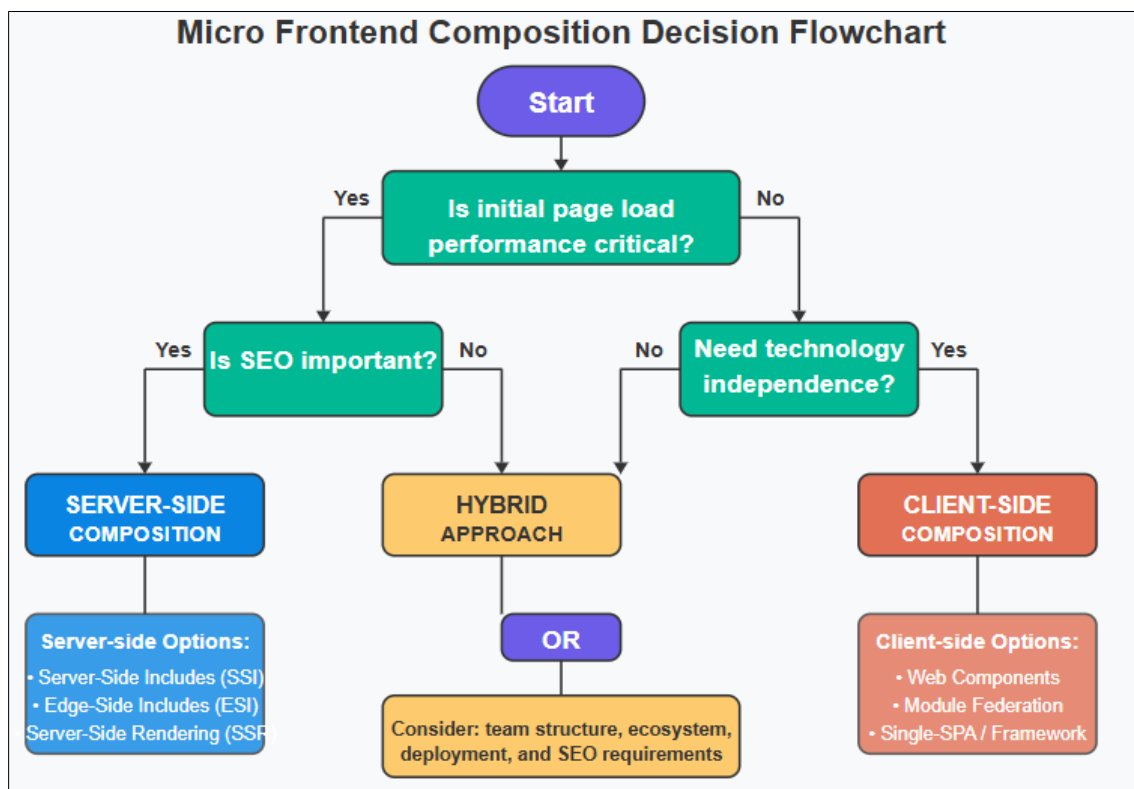 Micro Frontend Composition Decision Flowchart
Start
Yes
Is initial page load
performance critical?
No
Yes
Is SEO important?
No
No
Need technology
independence?
Yes
SERVER-SIDE
COMPOSITION
HYBRID
APPROACH
CLIENT-SIDE
COMPOSITION
Server-side Options:
• Server-Side Includes (SSI)
• Edge-Side Includes (ESI)
Server-Side Rendering (SSR
OR
Consider: team structure, ecosystem,
deployment, and SEO requirements
Client-side Options:
• Web Components
• Module Federation
• Single-SPA / Framework